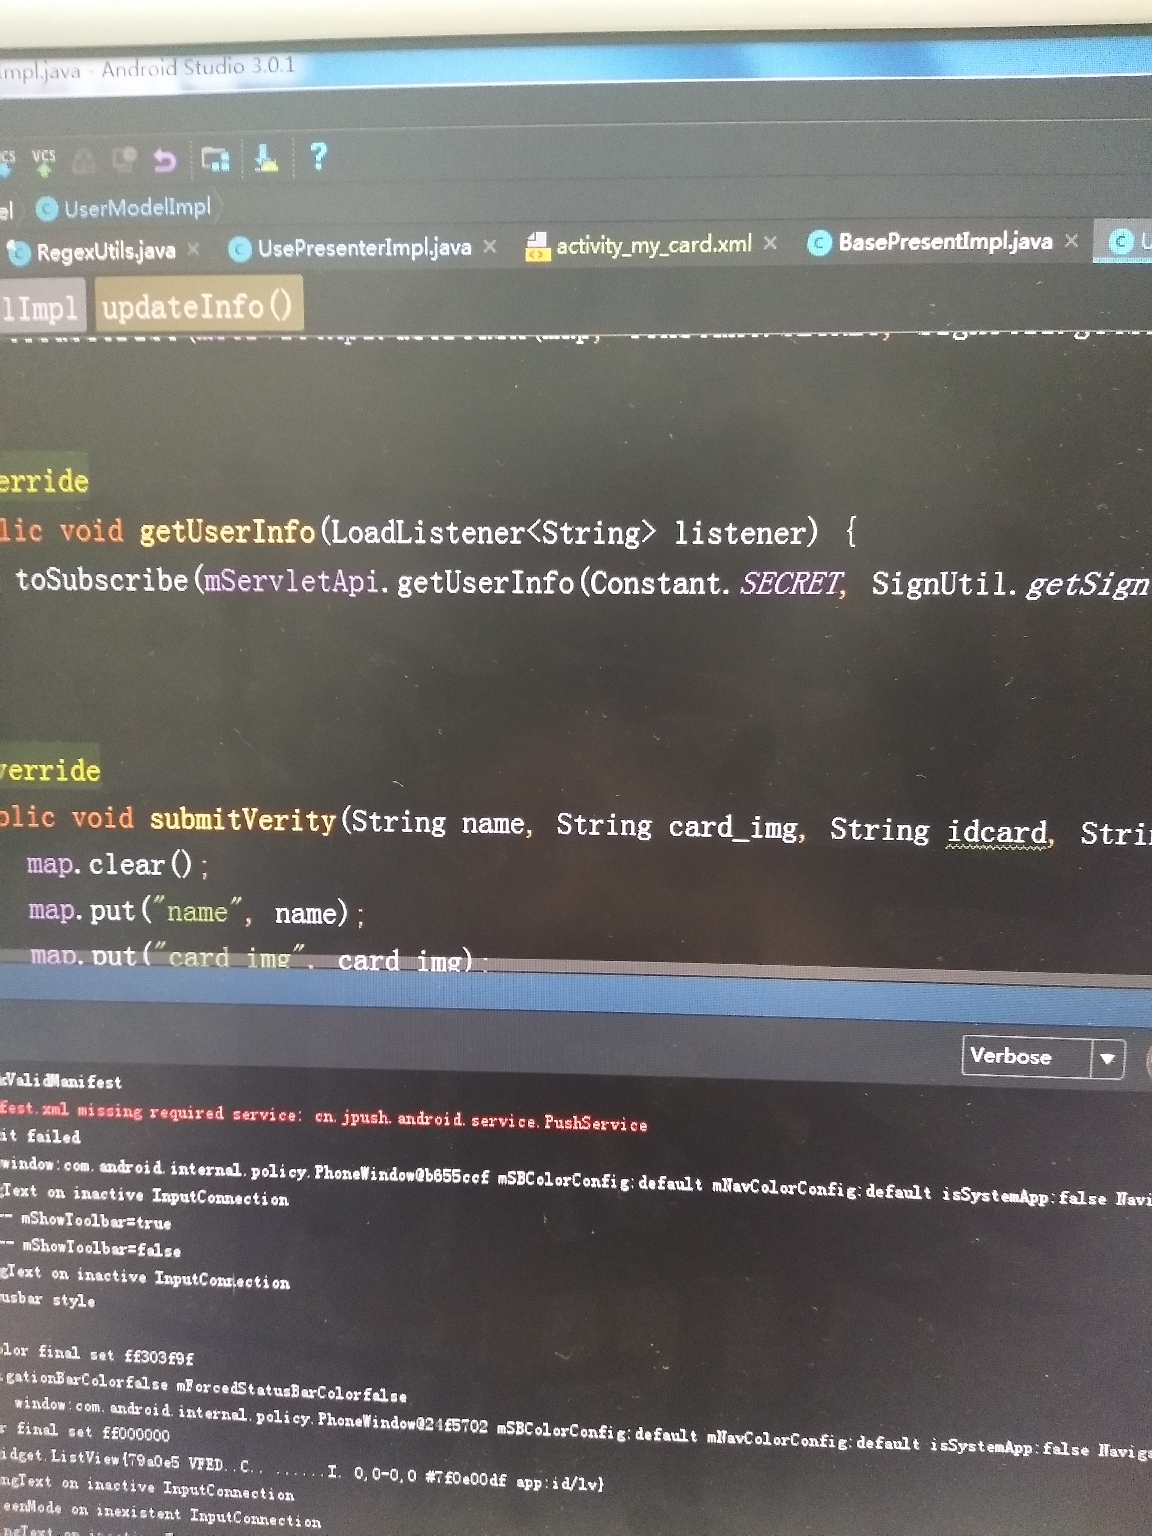 mpl.java - Android Studio 3.0.1
CS VCS ?
el UserModelImpl
RegexUtils.java UsePresenterImpl.java activity_my_card.xml BasePresentImpl.java U
lImpl updateInfo()
erride
lic void getUserInfo(LoadListener<String> listener) {
toSubscribe(mServletApi.getUserInfo(Constant.SECRET, SignUtil.getSign
verride
blic void submitVerity(String name, String card_img, String idcard, Stri
map.clear();
map.put("name", name);
map.put("card_img", card_img);
Verbose
kValidManifest
fest.xml missing required service: cn.jpush.android.service.PushService
it failed
window:com.android.internal.policy.PhoneWindow@b655ccf mSBColorConfig:default mNavColorConfig:default isSystemApp:false Navi
gText on inactive InputConnection
-- mShowToolbar=true
-- mShowToolbar=false
gText on inactive InputConnection
usbar style
olor final set ff303f9f
.gationBarColorfalse mForcedStatusBarColorfalse
window:com.android.internal.policy.PhoneWindow@24f5702 mSBColorConfig:default mNavColorConfig:default isSystemApp:false Naviga
r final set ff000000
idget.ListView{79a0e5 VFED..C.. ......I. 0,0-0,0 #7f0e00df app:id/lv}
ngText on inactive InputConnection
eenMode on inexistent InputConnection